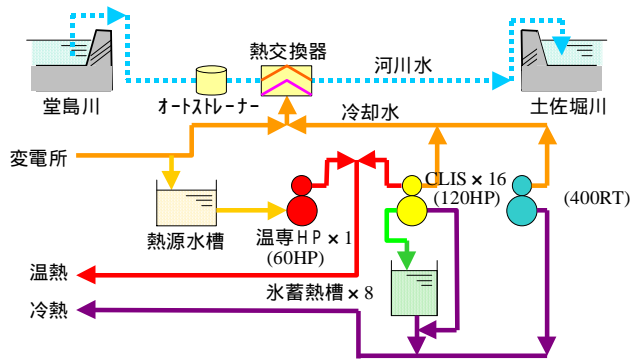 熱交換器
河川水
堂島川
オートストレーナー
土佐堀川
冷却水
変電所
CLIS×16
(120HP)
(400RT)
熱源水槽
温専HP×1
(60HP)
温熱
氷蓄熱槽×8
冷熱